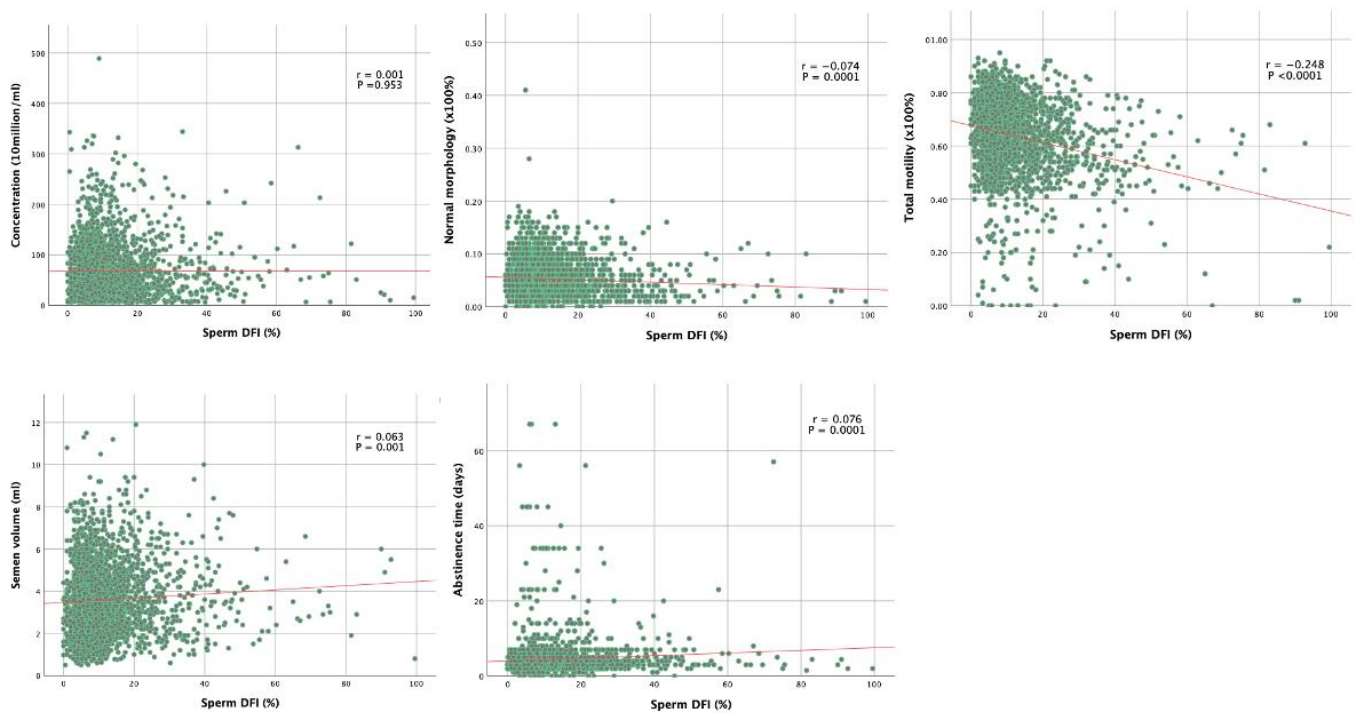 500
400
300
200
100
0
Concentration (10million/ml)
r = 0.001
P =0.953
0 20 40 60 80 100
Sperm DFI (%)
0.50
0.40
0.30
0.20
0.10
0.00
Normal morphology (x100%)
r = −0.074
P = 0.0001
0 20 40 60 80 100
Sperm DFI (%)
01.00
0.80
0.60
0.40
0.20
0.00
Total motility (x100%)
r = −0.248
P <0.0001
0 20 40 60 80 100
Sperm DFI (%)
12
10
8
6
4
2
0
Semen volume (ml)
r = 0.063
P = 0.001
0 20 40 60 80 100
Sperm DFI (%)
60
40
20
0
Abstinence time (days)
r = 0.076
P = 0.0001
0 20 40 60 80 100
Sperm DFI (%)